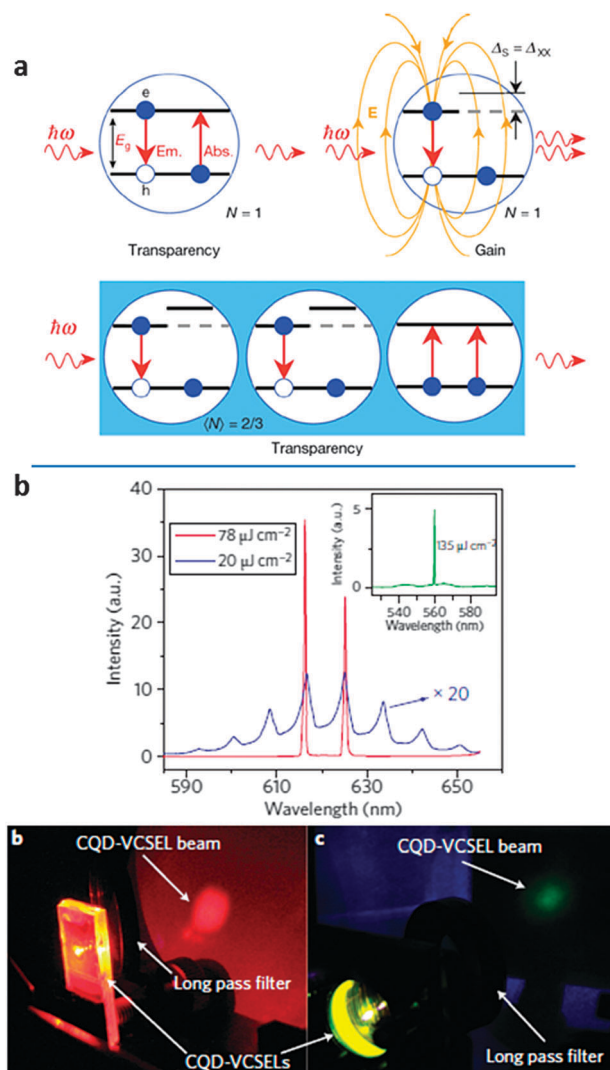 a
e
ħω
E_g
Em.
Abs.
h
N = 1
Transparency
Δ_S = Δ_XX
E
ħω
N = 1
Gain
ħω
⟨N⟩ = 2/3
Transparency
b
40
30
20
10
0
Intensity (a.u.)
78 µJ cm⁻²
20 µJ cm⁻²
× 20
590
610
630
650
Wavelength (nm)
5
0
Intensity (a.u.)
135 µJ cm⁻²
540
560
580
Wavelength (nm)
b
CQD-VCSEL beam
Long pass filter
CQD-VCSELs
c
CQD-VCSEL beam
Long pass filter